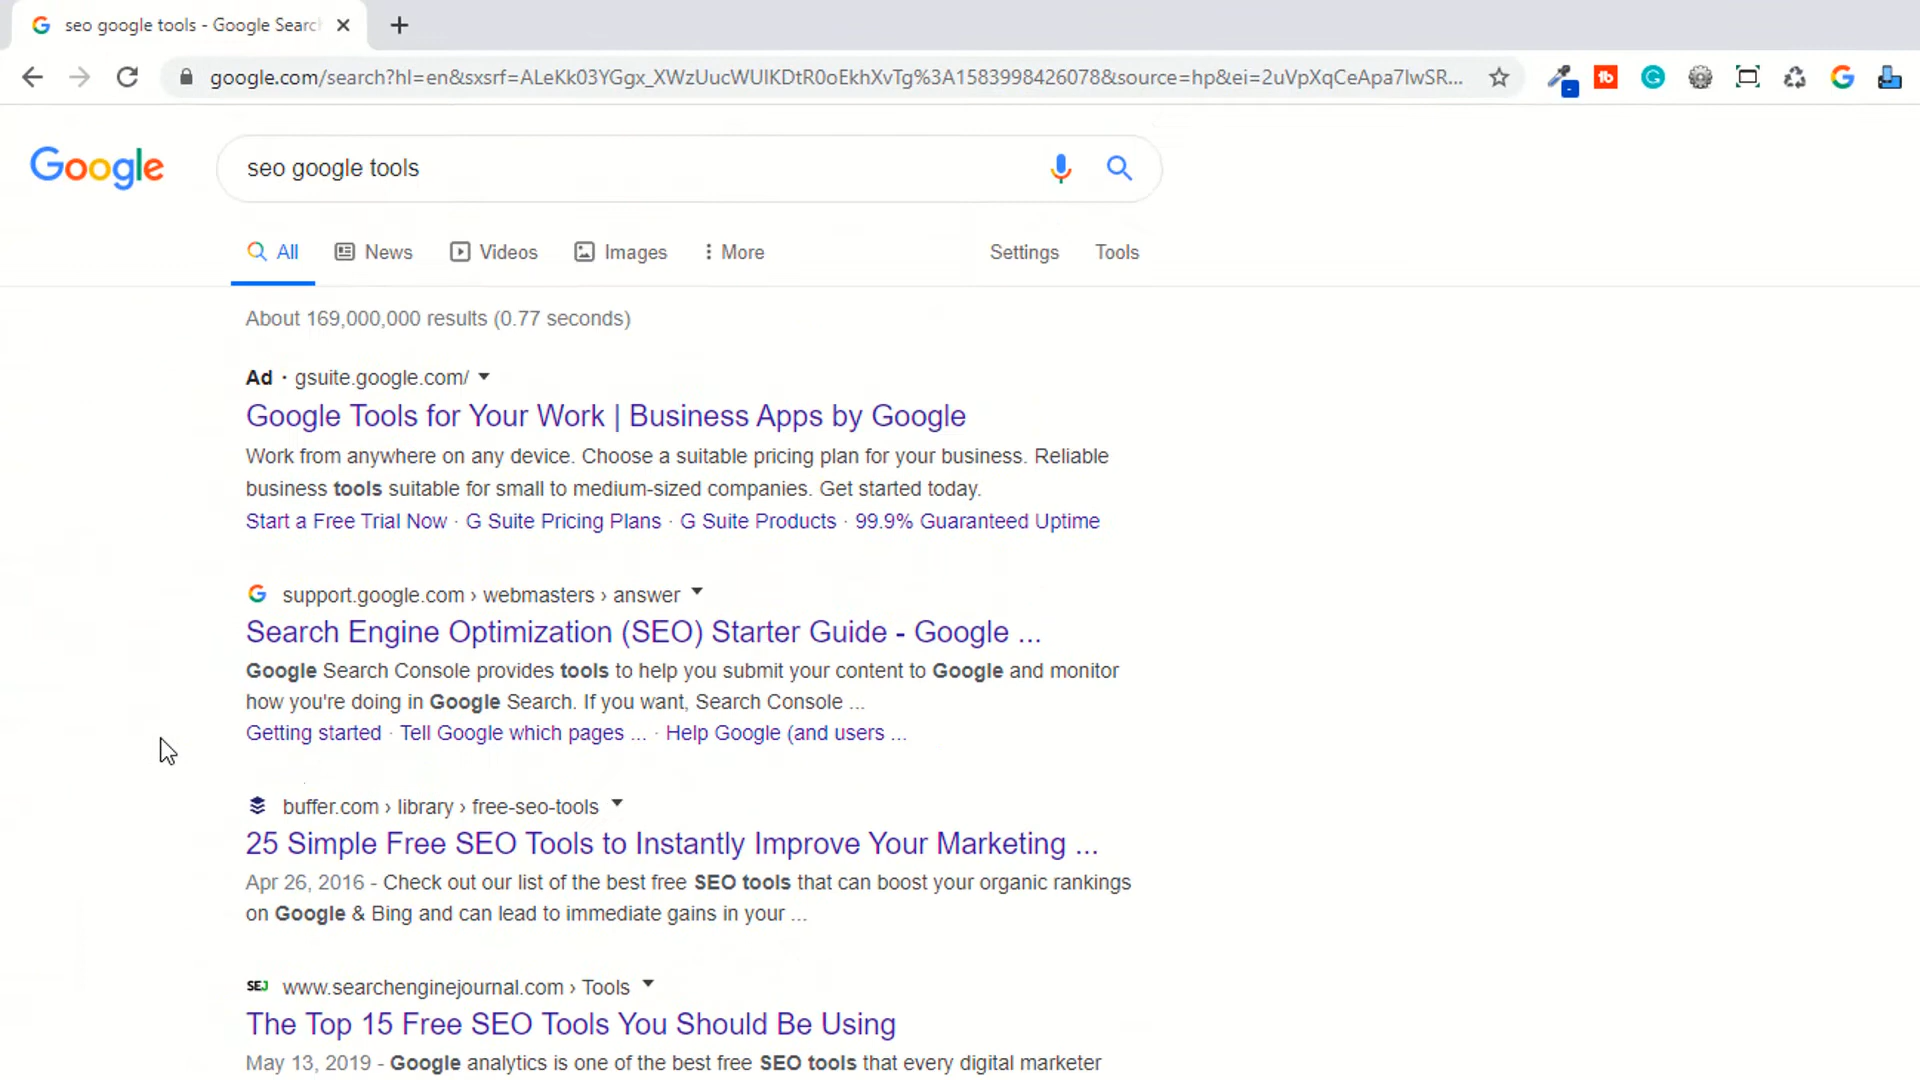 seo google tools - Google Search
google.com/search?hl=en&sxsrf=ALeKk03YGgx_XWzUucWUIKDtR0oEkhXvTg%3A1583998426078&source=hp&ei=2uVpXqCeApa7IwSR...
Google
seo google tools
All News Videos Images More Settings Tools
About 169,000,000 results (0.77 seconds)
Ad · gsuite.google.com/
Google Tools for Your Work | Business Apps by Google
Work from anywhere on any device. Choose a suitable pricing plan for your business. Reliable
business tools suitable for small to medium-sized companies. Get started today.
Start a Free Trial Now · G Suite Pricing Plans · G Suite Products · 99.9% Guaranteed Uptime
support.google.com › webmasters › answer
Search Engine Optimization (SEO) Starter Guide - Google ...
Google Search Console provides tools to help you submit your content to Google and monitor
how you're doing in Google Search. If you want, Search Console ...
Getting started · Tell Google which pages ... · Help Google (and users ...
buffer.com › library › free-seo-tools
25 Simple Free SEO Tools to Instantly Improve Your Marketing ...
Apr 26, 2016 - Check out our list of the best free SEO tools that can boost your organic rankings
on Google & Bing and can lead to immediate gains in your ...
SEJ www.searchenginejournal.com › Tools
The Top 15 Free SEO Tools You Should Be Using
May 13, 2019 - Google analytics is one of the best free SEO tools that every digital marketer